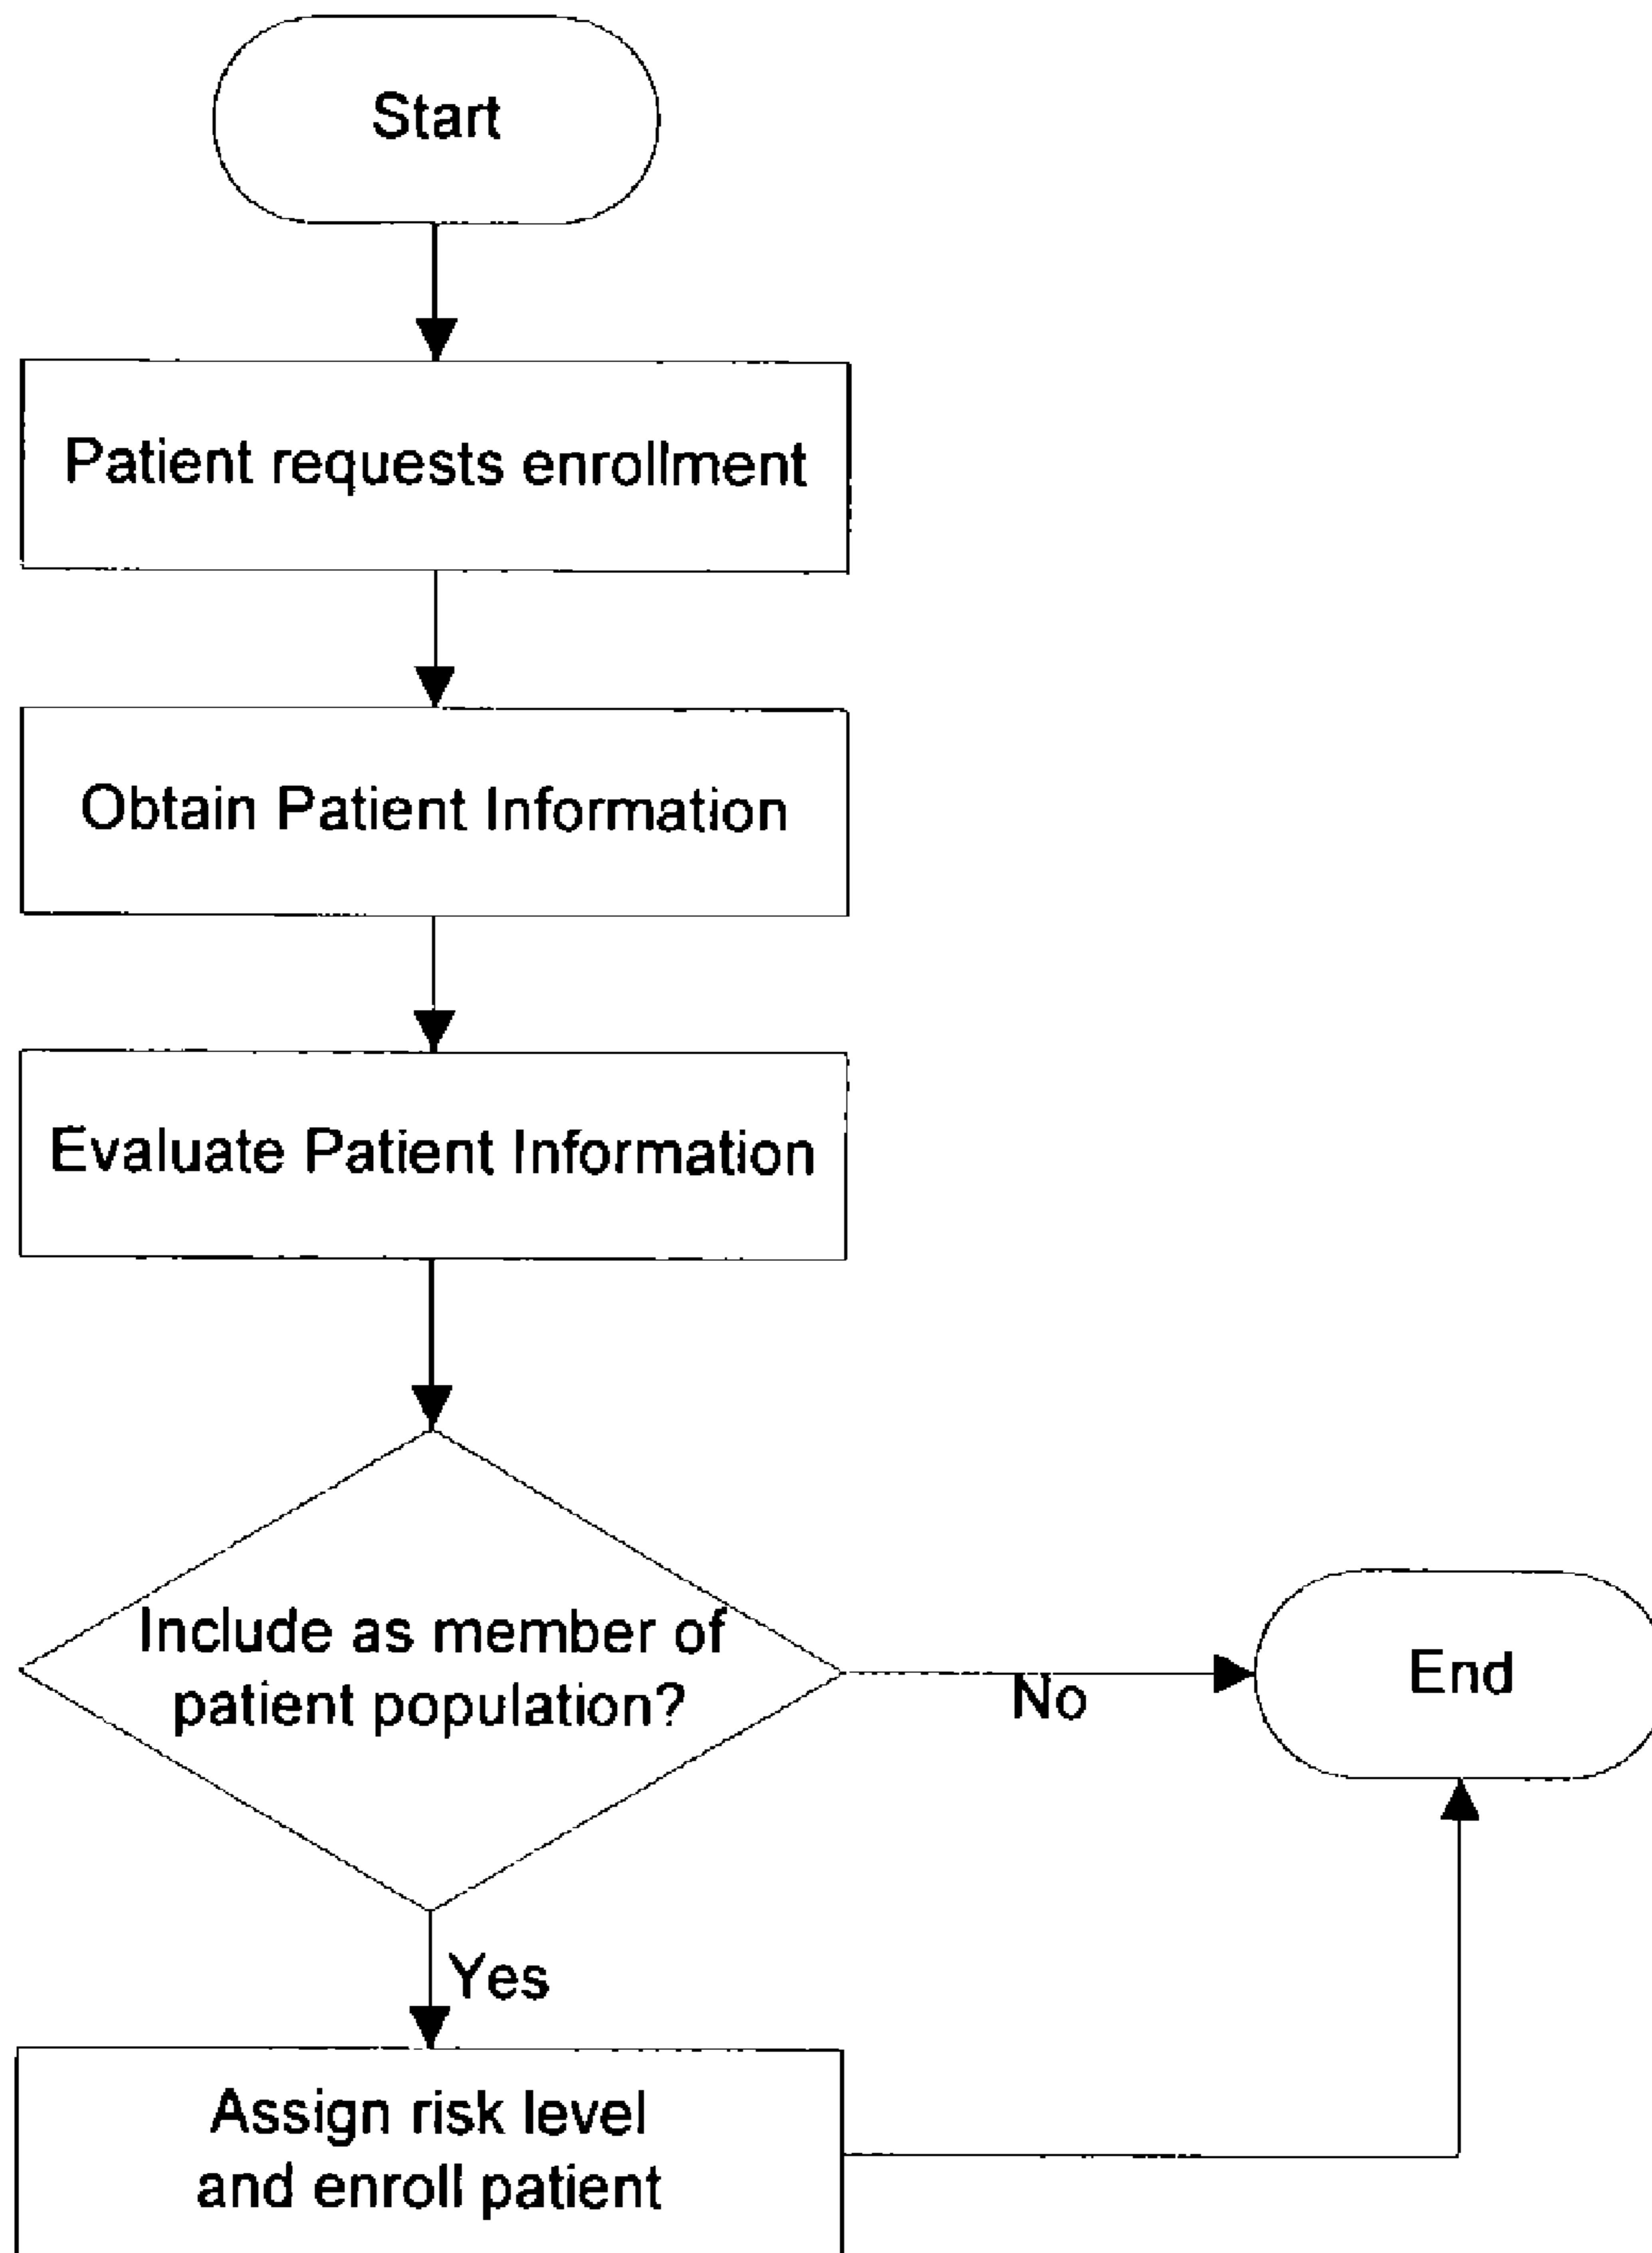 Start
Patient requests enrollment
Obtain Patient Information
Evaluate Patient Information
Include as member of
patient population?
No
End
Yes
Assign risk level
and enroll patient